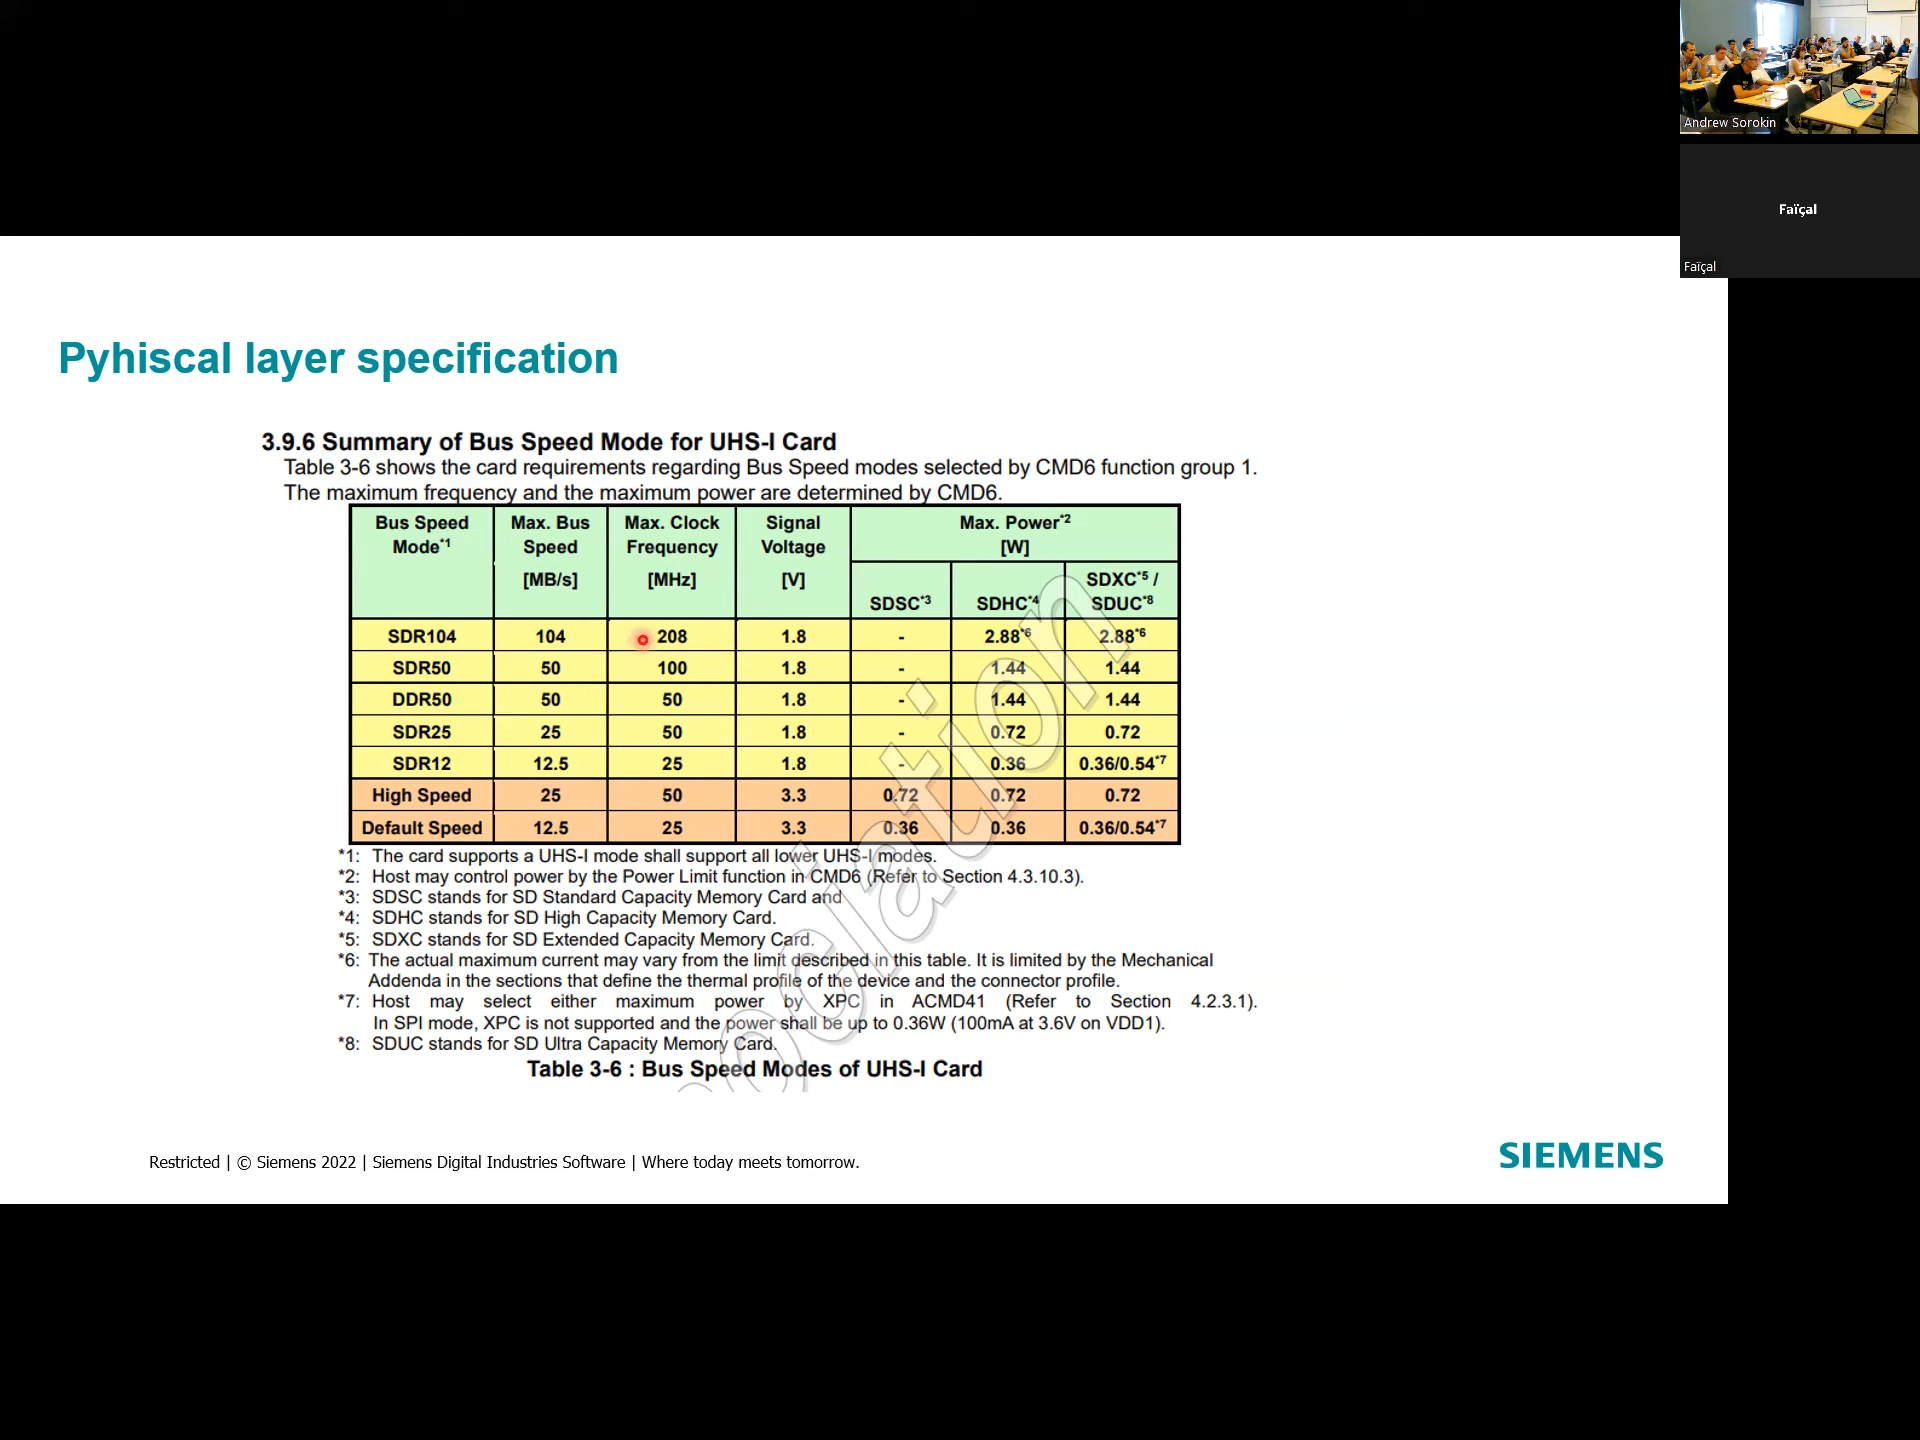 Andrew Sorokin
Faïçal
Faïçal
Pyhiscal layer specification
3.9.6 Summary of Bus Speed Mode for UHS-I Card
Table 3-6 shows the card requirements regarding Bus Speed modes selected by CMD6 function group 1.
The maximum frequency and the maximum power are determined by CMD6.
Bus Speed Mode*1 Max. Bus Speed [MB/s] Max. Clock Frequency [MHz] Signal Voltage [V] Max. Power*2 [W]
SDSC*3 SDHC*4 SDXC*5 / SDUC*8
SDR104 104 208 1.8 - 2.88*6 2.88*6
SDR50 50 100 1.8 - 1.44 1.44
DDR50 50 50 1.8 - 1.44 1.44
SDR25 25 50 1.8 - 0.72 0.72
SDR12 12.5 25 1.8 - 0.36 0.36/0.54*7
High Speed 25 50 3.3 0.72 0.72 0.72
Default Speed 12.5 25 3.3 0.36 0.36 0.36/0.54*7
*1: The card supports a UHS-I mode shall support all lower UHS-I modes.
*2: Host may control power by the Power Limit function in CMD6 (Refer to Section 4.3.10.3).
*3: SDSC stands for SD Standard Capacity Memory Card and
*4: SDHC stands for SD High Capacity Memory Card.
*5: SDXC stands for SD Extended Capacity Memory Card.
*6: The actual maximum current may vary from the limit described in this table. It is limited by the Mechanical
Addenda in the sections that define the thermal profile of the device and the connector profile.
*7: Host may select either maximum power by XPC in ACMD41 (Refer to Section 4.2.3.1).
In SPI mode, XPC is not supported and the power shall be up to 0.36W (100mA at 3.6V on VDD1).
*8: SDUC stands for SD Ultra Capacity Memory Card.
Table 3-6 : Bus Speed Modes of UHS-I Card
Restricted | © Siemens 2022 | Siemens Digital Industries Software | Where today meets tomorrow.
SIEMENS